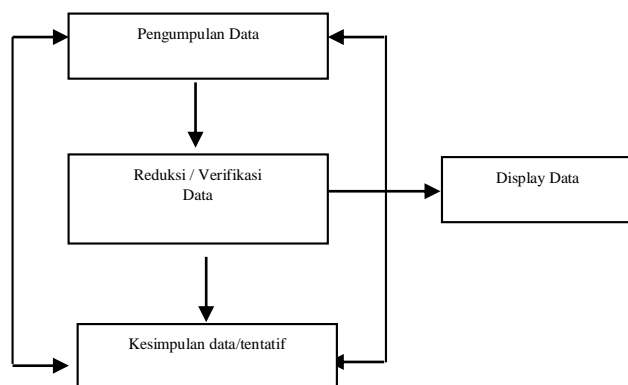 Pengumpulan Data
Reduksi / Verifikasi
Data
Display Data
Kesimpulan data/tentatif